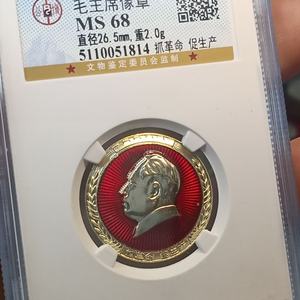 毛主席像章
MS 68
直径26.5mm,重2.0g
5110051814 抓革命 促生产
★ 文物鉴定委员会监制 ★